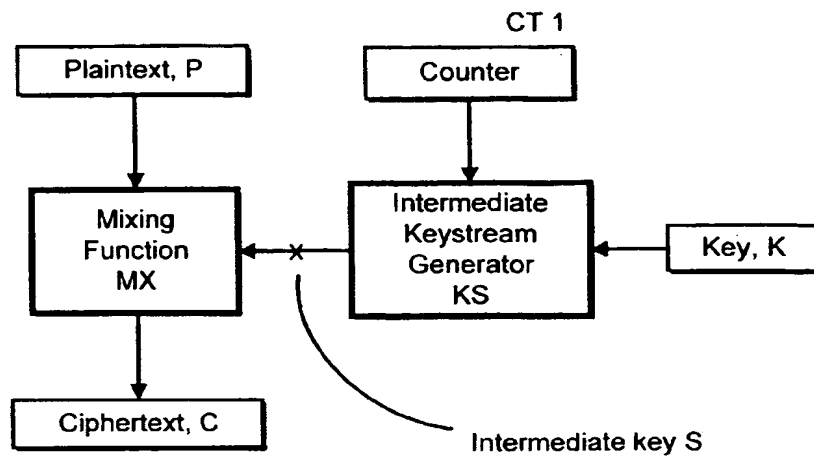 CT 1
Plaintext, P
Counter
Mixing
Function
MX
Intermediate
Keystream
Generator
KS
Key, K
Ciphertext, C
Intermediate key S